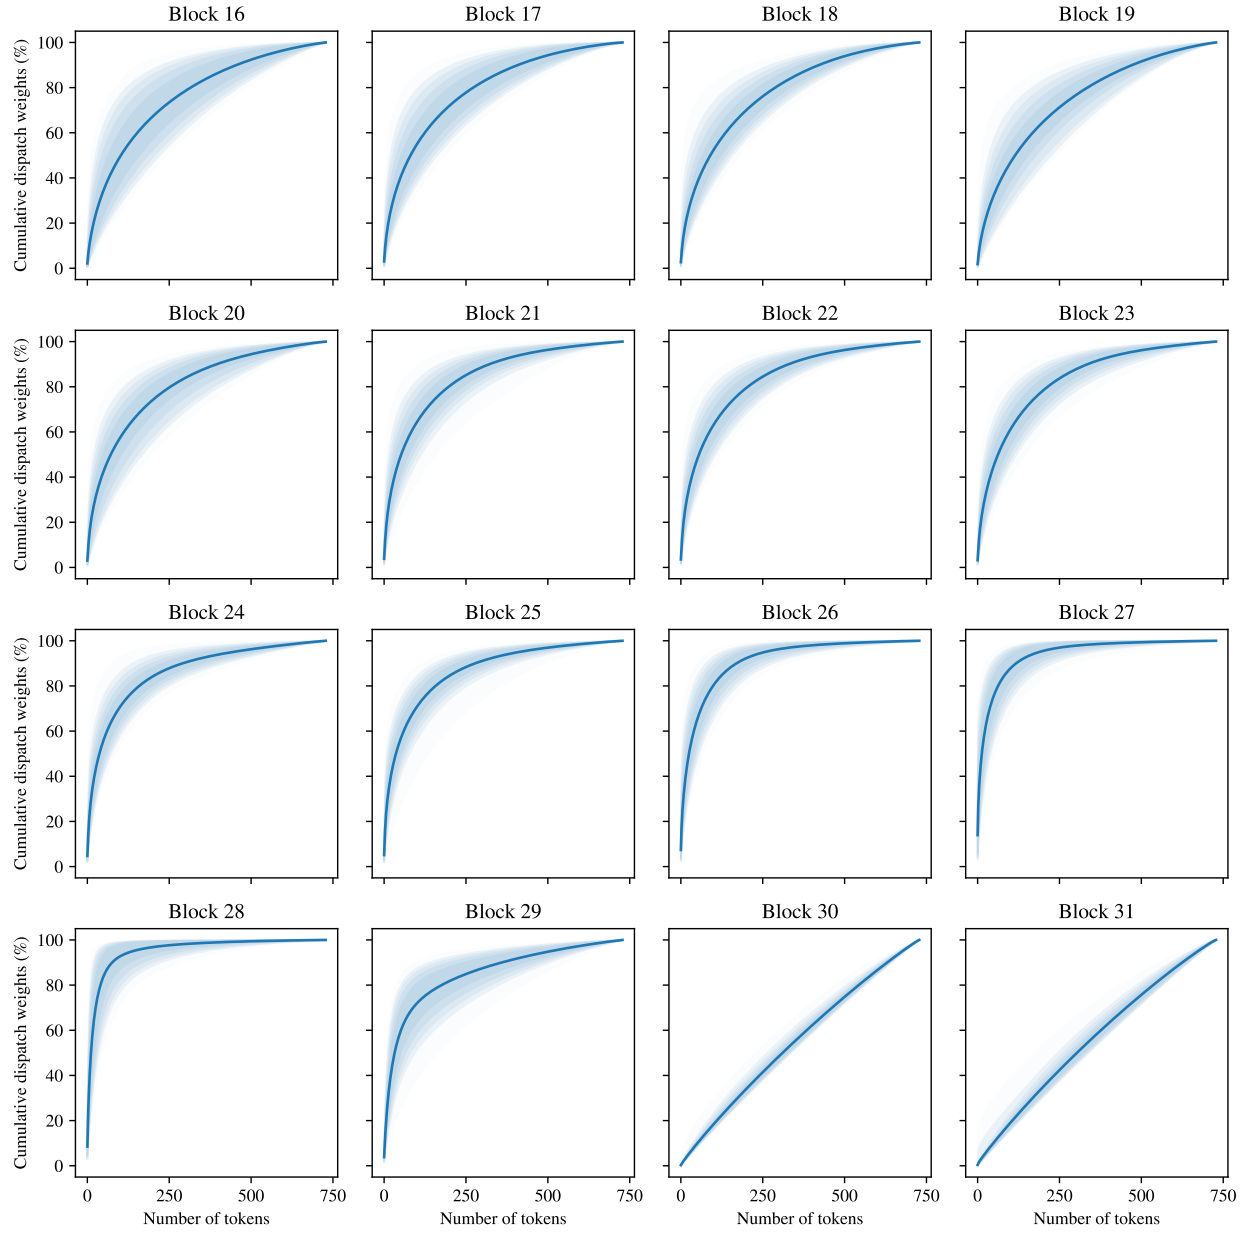 Block 16
Block 17
Block 18
Block 19
Cumulative dispatch weights (%)
100
80
60
40
20
0
Block 20
Block 21
Block 22
Block 23
Cumulative dispatch weights (%)
100
80
60
40
20
0
Block 24
Block 25
Block 26
Block 27
Cumulative dispatch weights (%)
100
80
60
40
20
0
Block 28
Block 29
Block 30
Block 31
Cumulative dispatch weights (%)
100
80
60
40
20
0
0 250 500 750
0 250 500 750
0 250 500 750
0 250 500 750
Number of tokens
Number of tokens
Number of tokens
Number of tokens